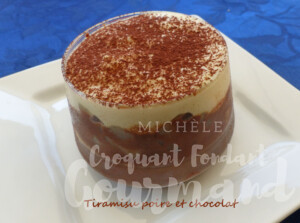 MICHÈLE
Croquant Fondant
Gourmand
Tiramisu poire et chocolat